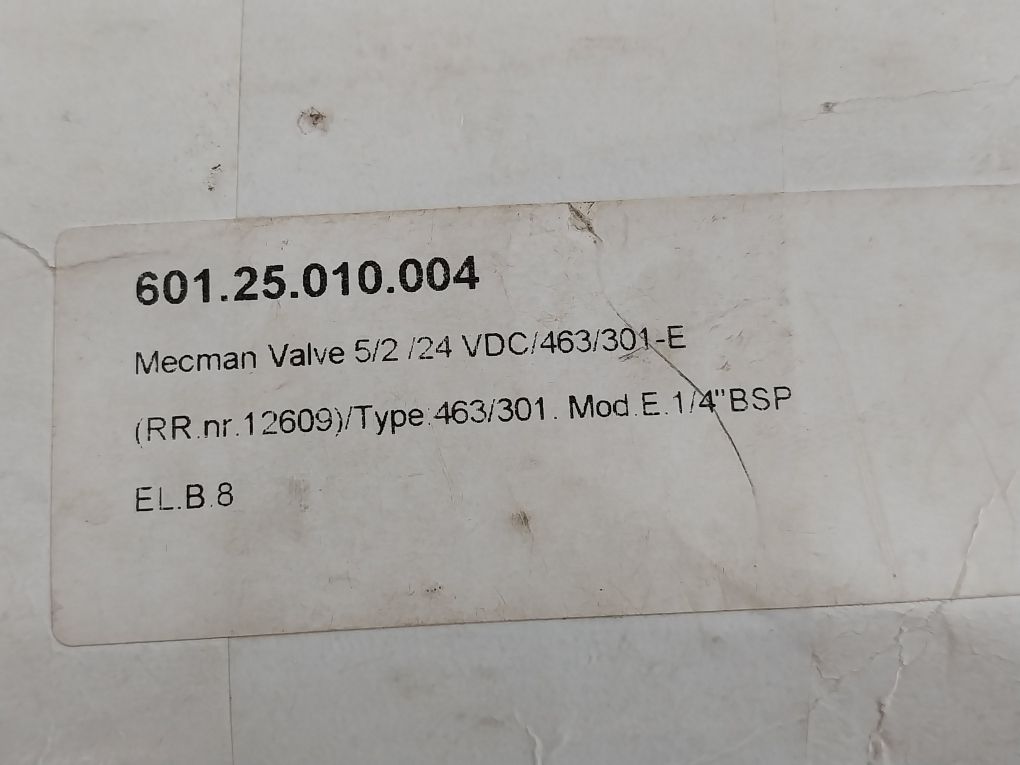 601.25.010.004
Mecman Valve 5/2 /24 VDC/463/301-E
(RR.nr.12609)/Type:463/301. Mod.E.1/4"BSP
EL.B.8